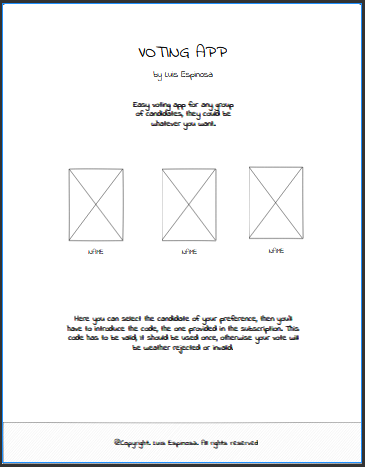 VOTING APP
by Luis Espinosa
Easy voting app for any group
of candidates, they could be
whatever you want.
NAME
NAME
NAME
Here you can select the candidate of your preference, then you'll
have to introduce the code, the one provided in the subscription. This
code has to be valid, it should be used once, otherwise your vote will
be weather rejected or invalid.
@Copyright. Luis Espinosa. All rights reserved